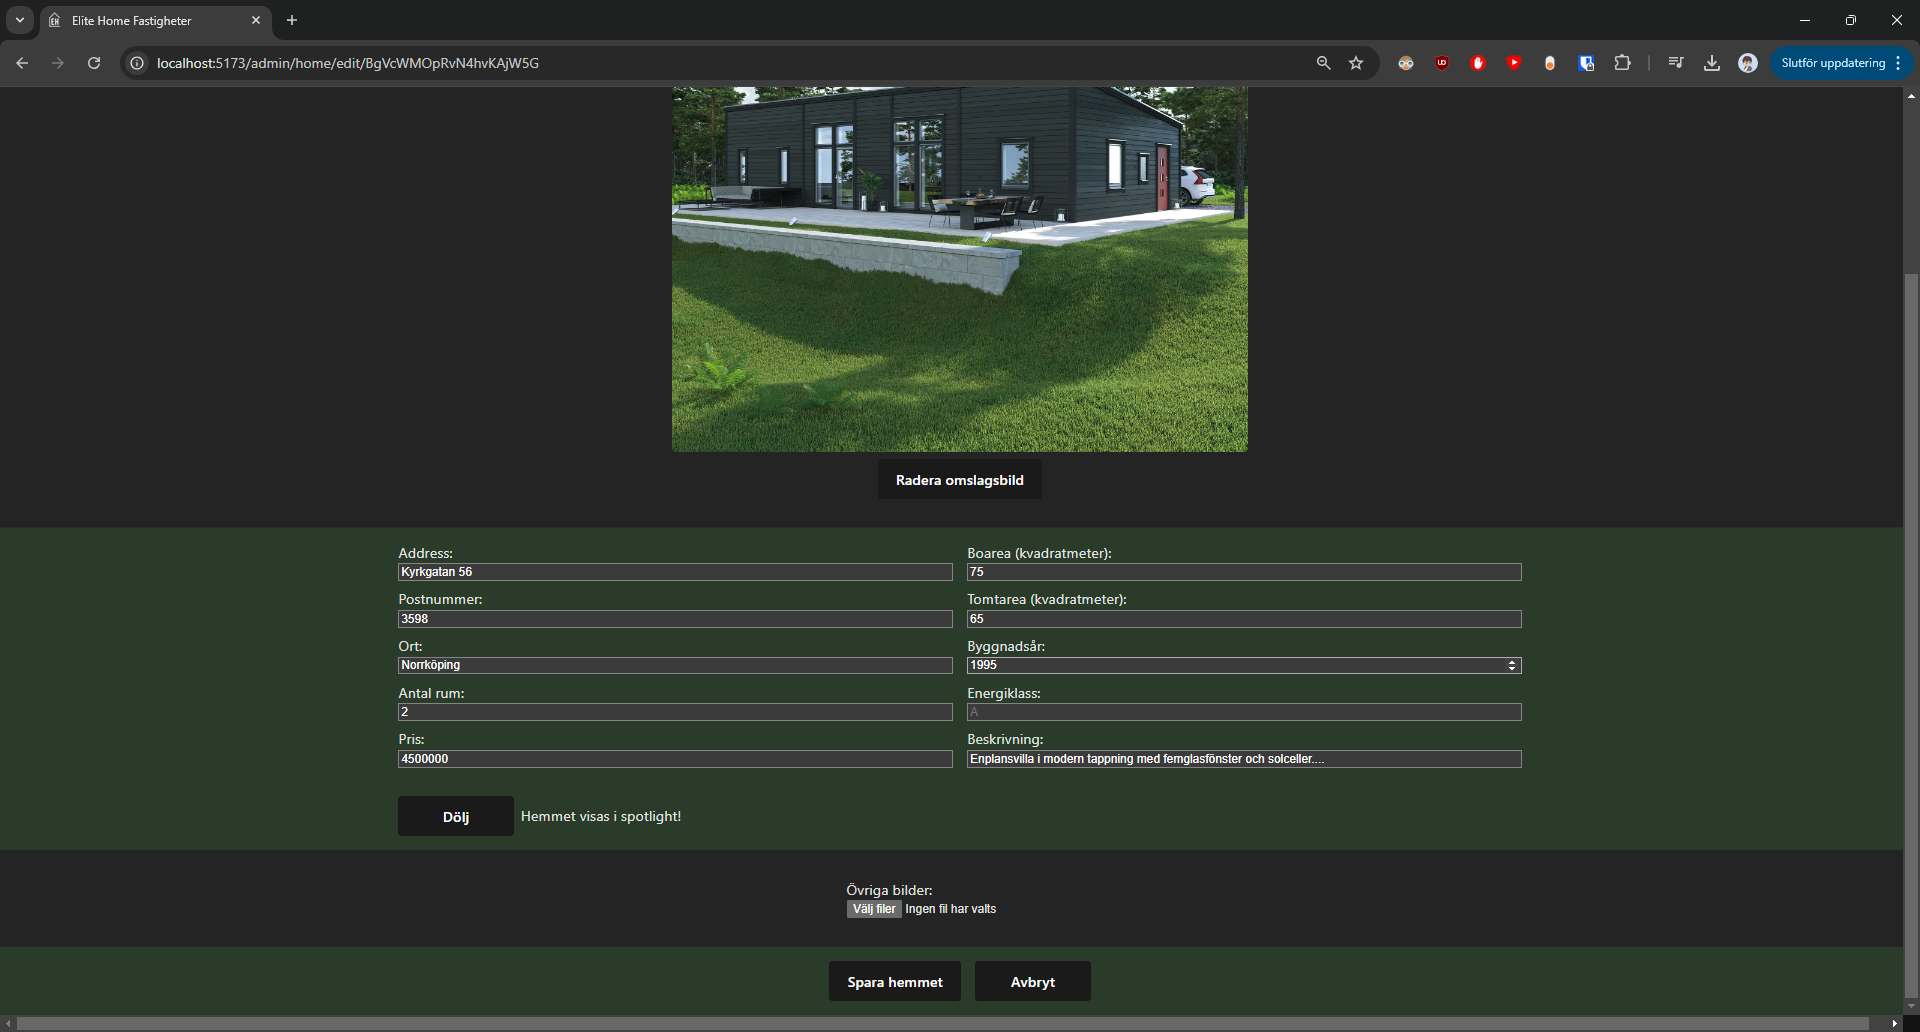 Elite Home Fastigheter
localhost:5173/admin/home/edit/BgVcWMOpRvN4hvKAjW5G
Slutför uppdatering
Radera omslagsbild
Address:
Kyrkgatan 56
Boarea (kvadratmeter):
75
Postnummer:
3598
Tomtarea (kvadratmeter):
65
Ort:
Norrköping
Byggnadsår:
1995
Antal rum:
2
Energiklass:
A
Pris:
4500000
Beskrivning:
Enplansvilla i modern tappning med femglasfönster och solceller....
Dölj Hemmet visas i spotlight!
Övriga bilder:
Välj filer Ingen fil har valts
Spara hemmet Avbryt